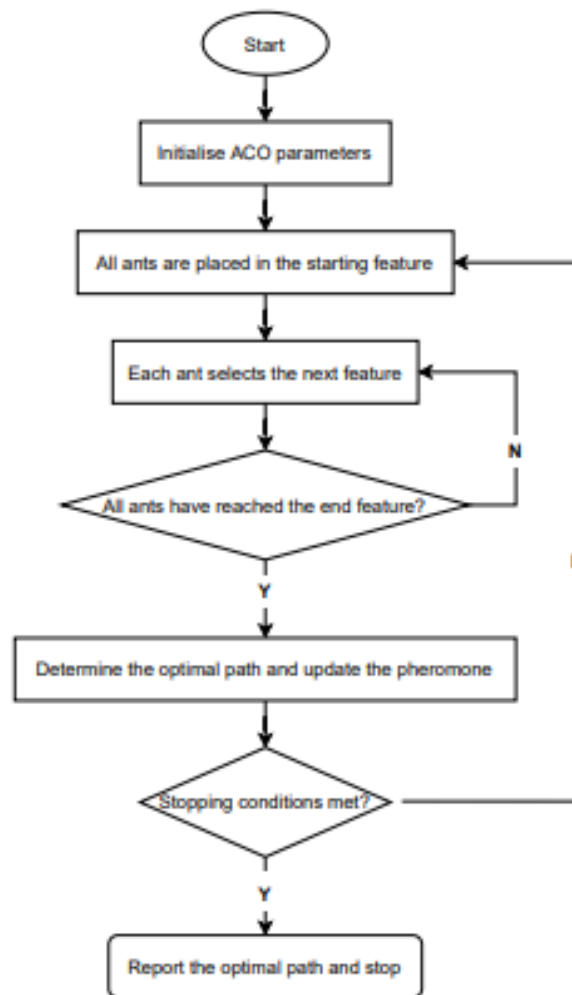 Start
Initialise ACO parameters
All ants are placed in the starting feature
Each ant selects the next feature
N
All ants have reached the end feature?
Y
Determine the optimal path and update the pheromone
Stopping conditions met?
Y
Report the optimal path and stop